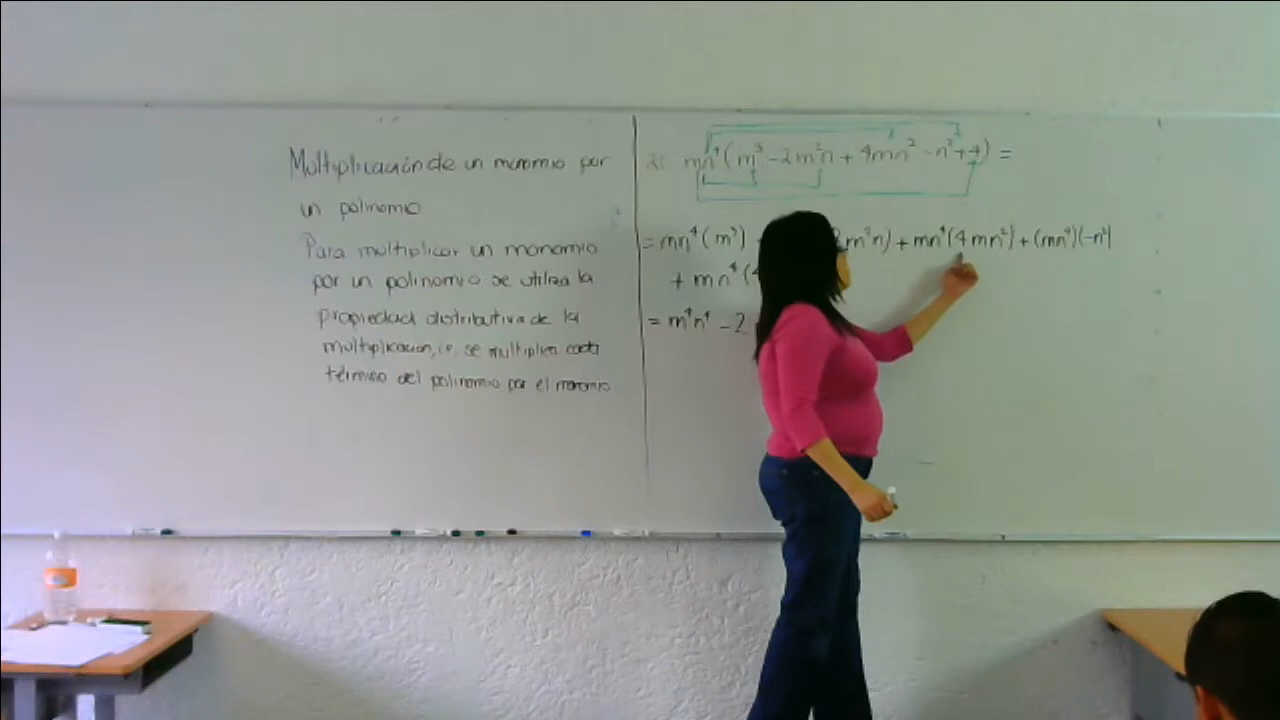 Multiplicación de un monomio por
un polinomio
Para multiplicar un monomio
por un polinomio se utiliza la
propiedad distributiva de la
multiplicación, i.e, se multiplica cada
término del polinomio por el monomio
2: mn⁴(m³ - 2m²n + 4mn² - n³ + 4) =
= mn⁴(m³) 2m²n) + mn⁴(4mn²) + (mn⁴)(-n³)
+ mn⁴(4
= m⁴n⁴ - 2